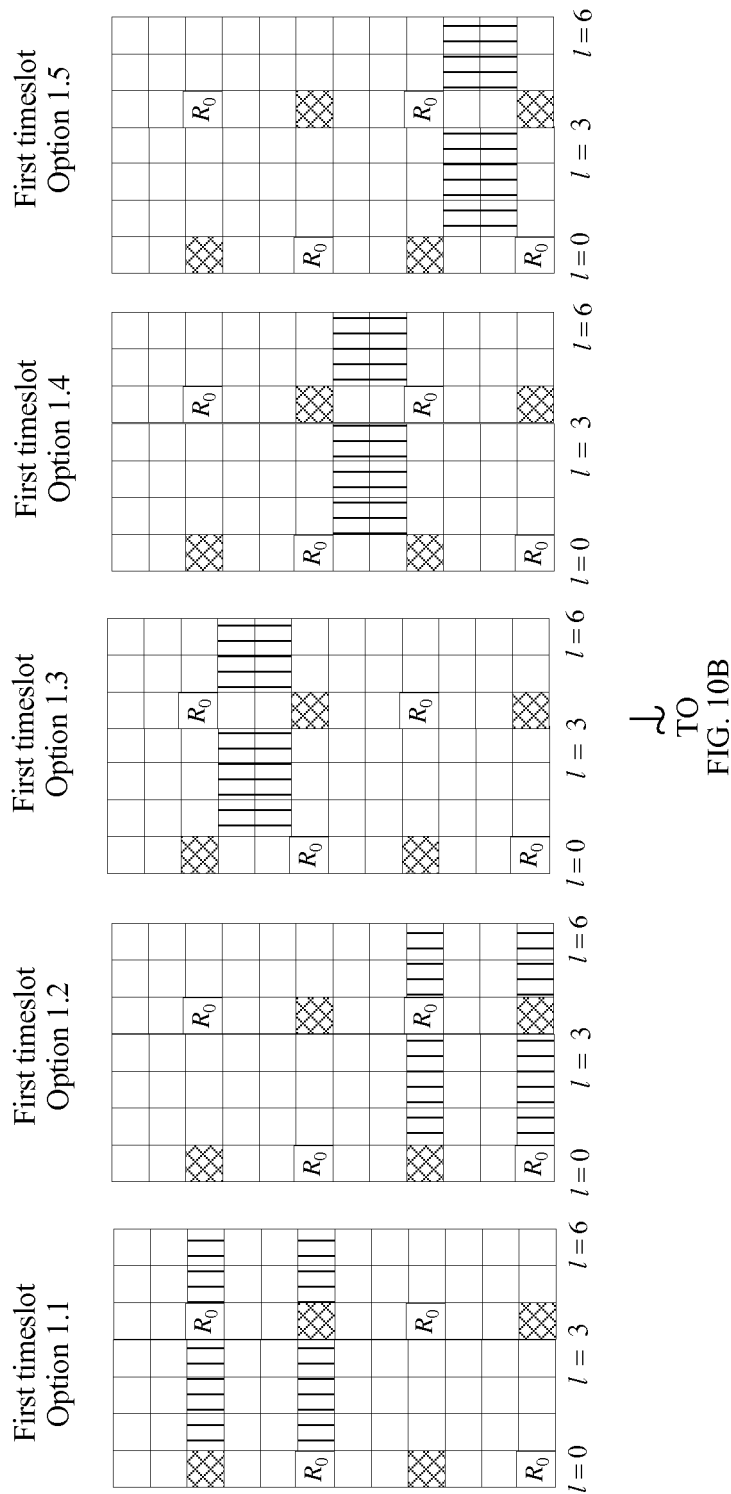 First timeslot
Option 1.1
R0
R0
R0
R0
l = 0
l = 3
l = 6
First timeslot
Option 1.2
R0
R0
R0
R0
l = 0
l = 3
l = 6
First timeslot
Option 1.3
R0
R0
R0
R0
l = 0
l = 3
l = 6
First timeslot
Option 1.4
R0
R0
R0
R0
l = 0
l = 3
l = 6
First timeslot
Option 1.5
R0
R0
R0
R0
l = 0
l = 3
l = 6
TO
FIG. 10B